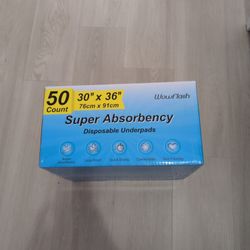 50
Count
30" x 36"
76cm x 91cm
WowFlash
Super Absorbency
Disposable Underpads